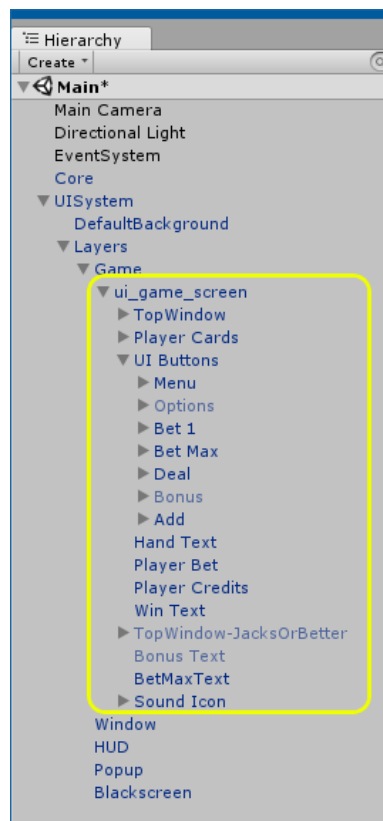 Hierarchy
Create
Main*
Main Camera
Directional Light
EventSystem
Core
UISystem
DefaultBackground
Layers
Game
ui_game_screen
TopWindow
Player Cards
UI Buttons
Menu
Options
Bet 1
Bet Max
Deal
Bonus
Add
Hand Text
Player Bet
Player Credits
Win Text
TopWindow-JacksOrBetter
Bonus Text
BetMaxText
Sound Icon
Window
HUD
Popup
Blackscreen